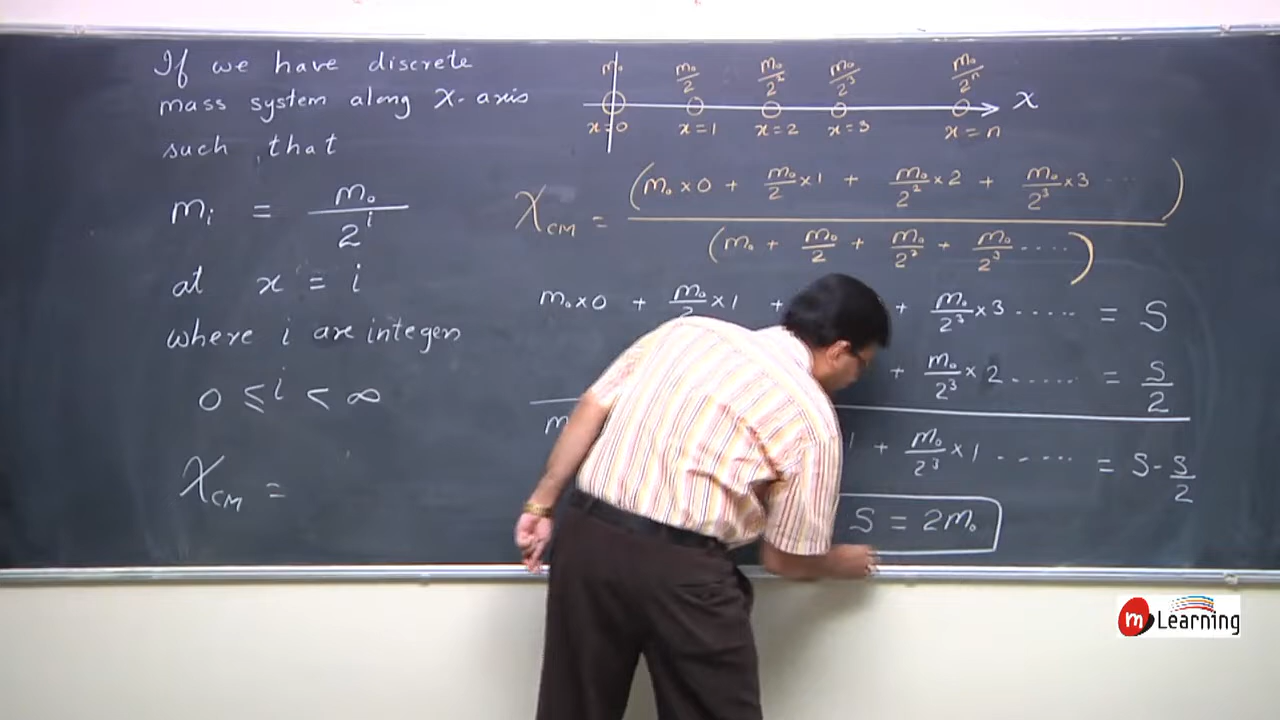 If we have discrete
mass system along X-axis
such that
mᵢ = m₀/2ⁱ
at x = i
where i are integers
0 ≤ i < ∞
X_CM =
m₀ m₀/2 m₀/2² m₀/2³ m₀/2ⁿ
x
x=0 x=1 x=2 x=3 x=n
X_CM = (m₀×0 + m₀/2 ×1 + m₀/2² ×2 + m₀/2³ ×3 ...) / (m₀ + m₀/2 + m₀/2² + m₀/2³ .....)
m₀×0 + m₀/2 ×1 + + m₀/2³ ×3 ...... = S
+ m₀/2³ ×2 ...... = S/2
1 + m₀/2³ ×1 ...... = S - S/2
S = 2m₀
m Learning